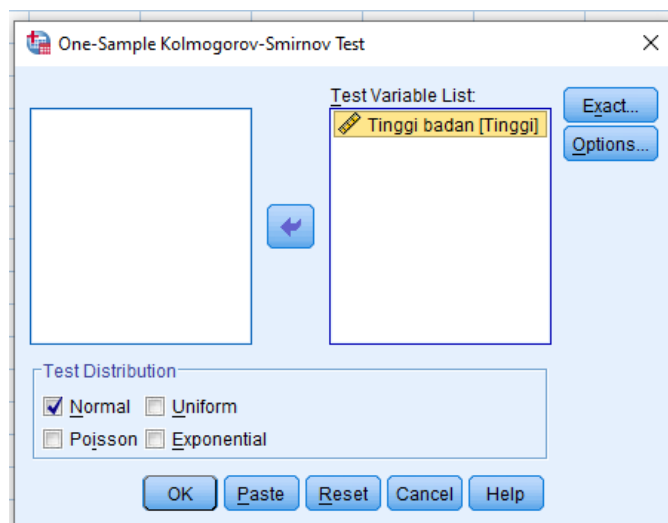 One-Sample Kolmogorov-Smirnov Test
Test Variable List:
Tinggi badan [Tinggi]
Exact...
Options...
Test Distribution
Normal Uniform
Poisson Exponential
OK Paste Reset Cancel Help